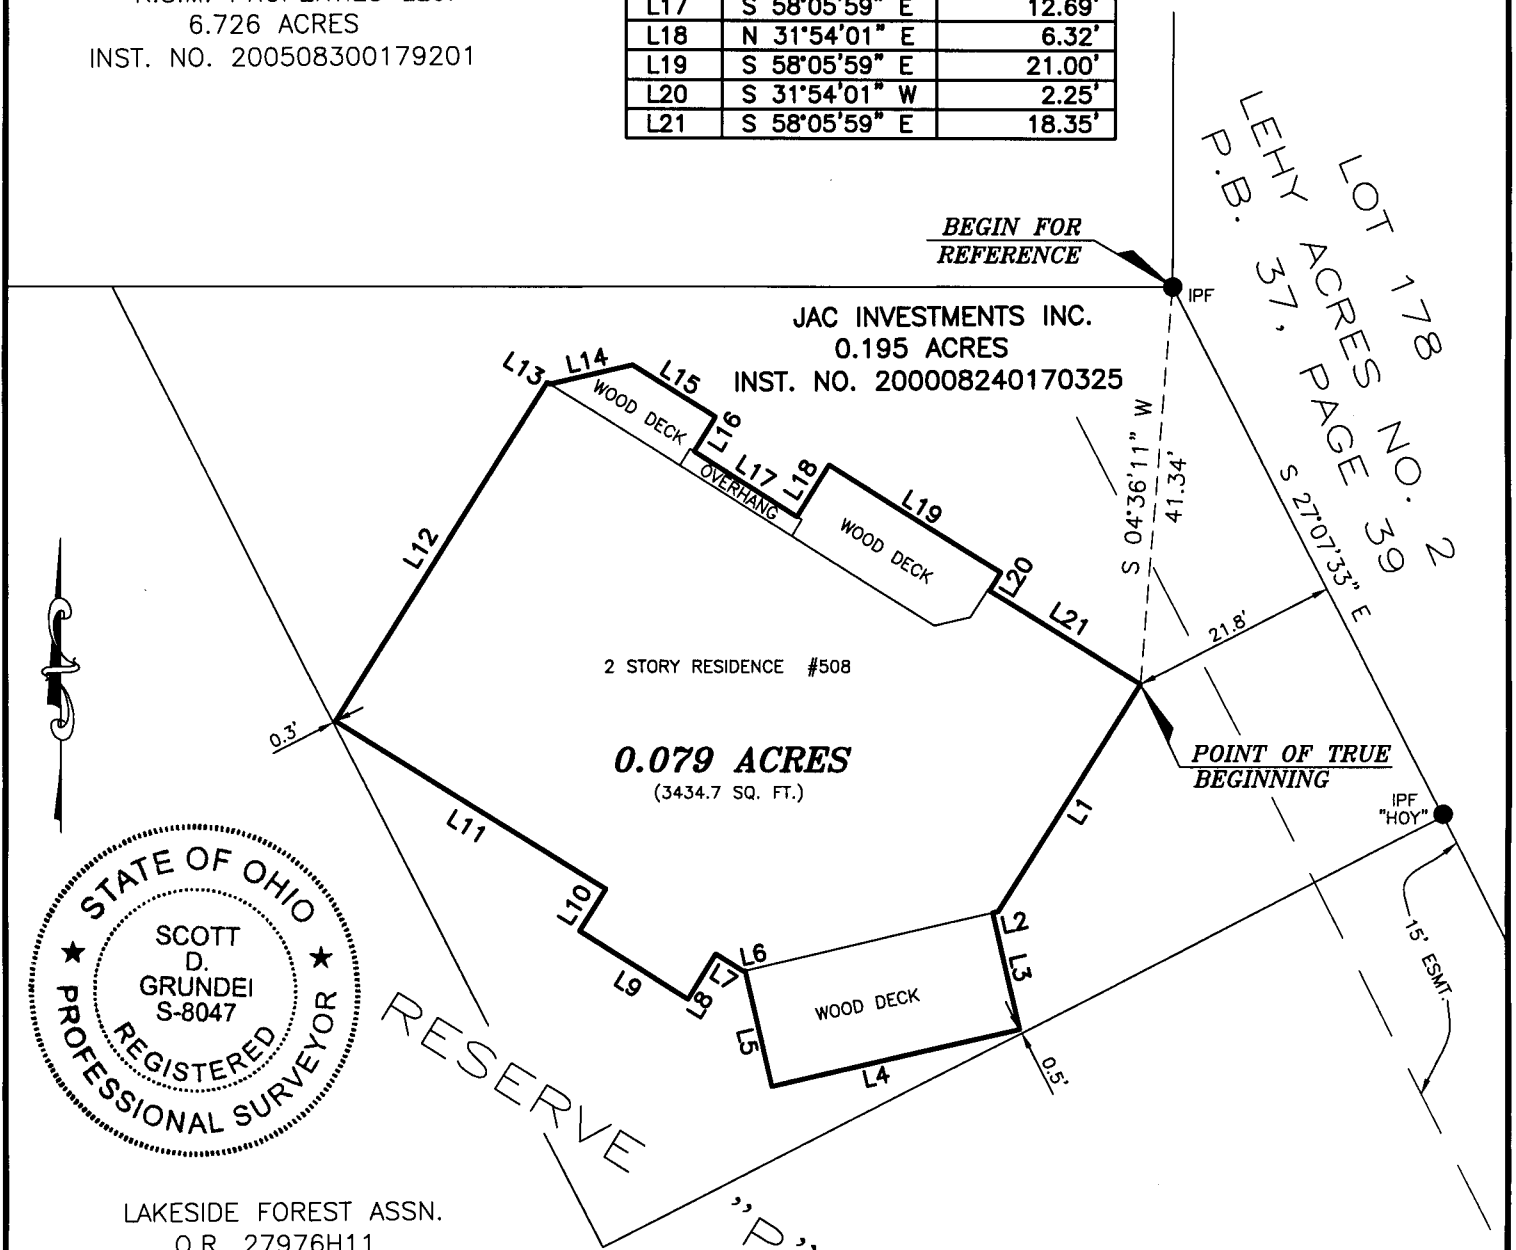 6.726 ACRES
INST. NO. 200508300179201
L17 S 58°05'59" E 12.69'
L18 N 31°54'01" E 6.32'
L19 S 58°05'59" E 21.00'
L20 S 31°54'01" W 2.25'
L21 S 58°05'59" E 18.35'
LOT 178
LEHY ACRES NO. 2
P.B. 37, PAGE 39
BEGIN FOR
REFERENCE
IPF
JAC INVESTMENTS INC.
0.195 ACRES
INST. NO. 200008240170325
L13
L14
L15
L16
L17
L18
L19
L20
L21
WOOD DECK
OVERHANG
WOOD DECK
S 04°36'11" W
41.34'
S 27°07'33" E
21.8'
L12
2 STORY RESIDENCE #508
0.3'
0.079 ACRES
(3434.7 SQ. FT.)
POINT OF TRUE
BEGINNING
IPF
"HOY"
L1
L11
L10
L9
L8
L7
L6
L2
L3
L5
L4
WOOD DECK
0.5'
15' ESMT.
STATE OF OHIO
SCOTT
D.
GRUNDEI
S-8047
REGISTERED
PROFESSIONAL SURVEYOR
RESERVE
"P"
LAKESIDE FOREST ASSN.
O.R. 27976H11